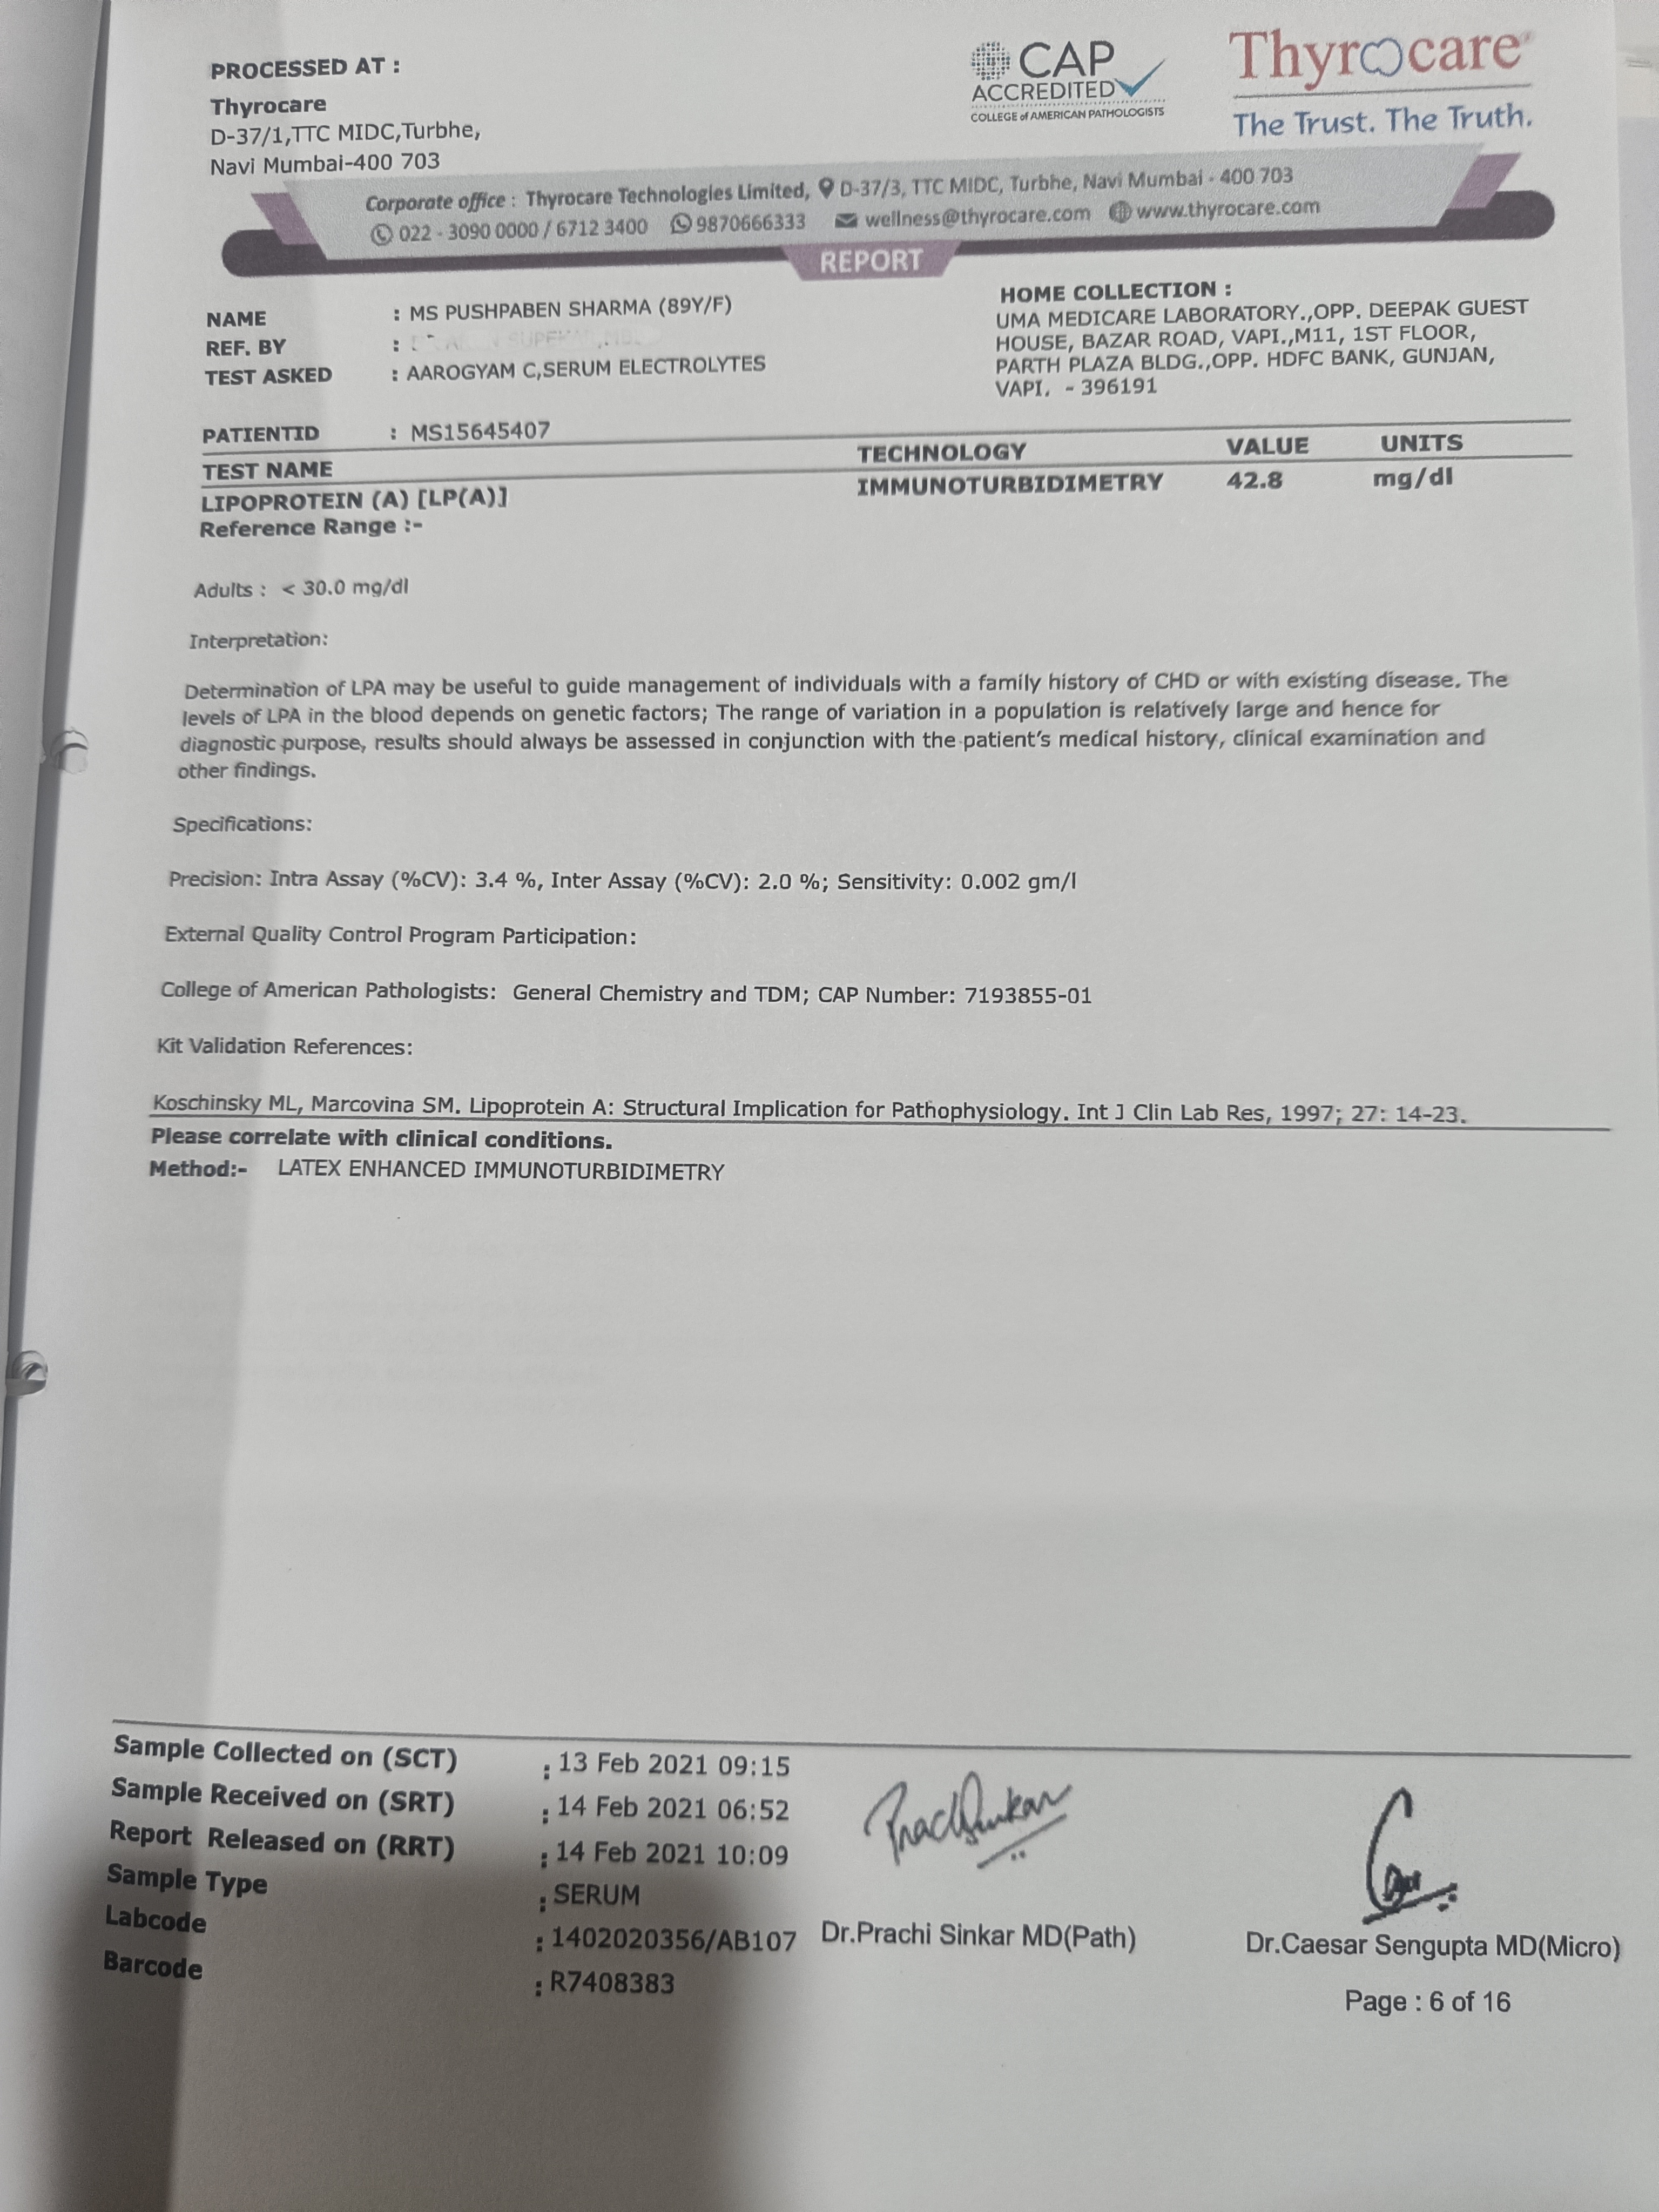 PROCESSED AT :
Thyrocare
D-37/1,TTC MIDC,Turbhe,
Navi Mumbai-400 703
CAP
ACCREDITED
COLLEGE of AMERICAN PATHOLOGISTS
Thyrocare
The Trust. The Truth.
Corporate office : Thyrocare Technologies Limited, D-37/3, TTC MIDC, Turbhe, Navi Mumbai - 400 703
022 - 3090 0000 / 6712 3400 9870666333 wellness@thyrocare.com www.thyrocare.com
REPORT
NAME : MS PUSHPABEN SHARMA (89Y/F)
REF. BY :
TEST ASKED : AAROGYAM C,SERUM ELECTROLYTES
HOME COLLECTION :
UMA MEDICARE LABORATORY.,OPP. DEEPAK GUEST
HOUSE, BAZAR ROAD, VAPI.,M11, 1ST FLOOR,
PARTH PLAZA BLDG.,OPP. HDFC BANK, GUNJAN,
VAPI. - 396191
PATIENTID : MS15645407
TEST NAME TECHNOLOGY VALUE UNITS
LIPOPROTEIN (A) [LP(A)] IMMUNOTURBIDIMETRY 42.8 mg/dl
Reference Range :-
Adults : < 30.0 mg/dl
Interpretation:
Determination of LPA may be useful to guide management of individuals with a family history of CHD or with existing disease. The
levels of LPA in the blood depends on genetic factors; The range of variation in a population is relatively large and hence for
diagnostic purpose, results should always be assessed in conjunction with the patient's medical history, clinical examination and
other findings.
Specifications:
Precision: Intra Assay (%CV): 3.4 %, Inter Assay (%CV): 2.0 %; Sensitivity: 0.002 gm/l
External Quality Control Program Participation:
College of American Pathologists: General Chemistry and TDM; CAP Number: 7193855-01
Kit Validation References:
Koschinsky ML, Marcovina SM. Lipoprotein A: Structural Implication for Pathophysiology. Int J Clin Lab Res, 1997; 27: 14-23.
Please correlate with clinical conditions.
Method:- LATEX ENHANCED IMMUNOTURBIDIMETRY
Sample Collected on (SCT) : 13 Feb 2021 09:15
Sample Received on (SRT) : 14 Feb 2021 06:52
Report Released on (RRT) : 14 Feb 2021 10:09
Sample Type : SERUM
Labcode : 1402020356/AB107
Barcode : R7408383
Dr.Prachi Sinkar MD(Path)
Dr.Caesar Sengupta MD(Micro)
Page : 6 of 16